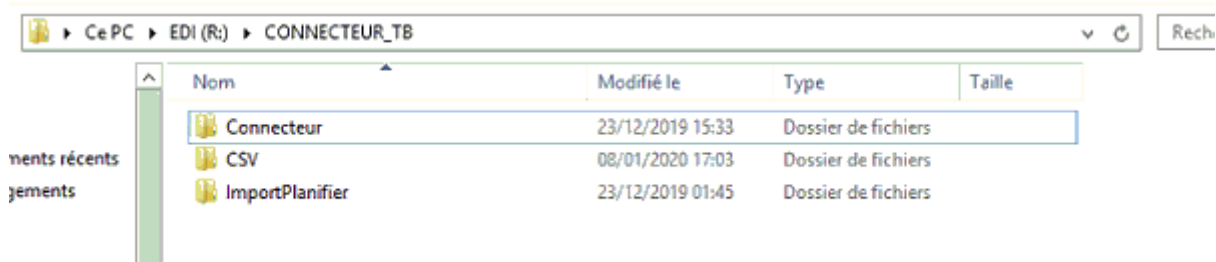 Ce PC EDI (R:) CONNECTEUR_TB Rech
Nom Modifié le Type Taille
Connecteur 23/12/2019 15:33 Dossier de fichiers
ments récents CSV 08/01/2020 17:03 Dossier de fichiers
gements ImportPlanifier 23/12/2019 01:45 Dossier de fichiers